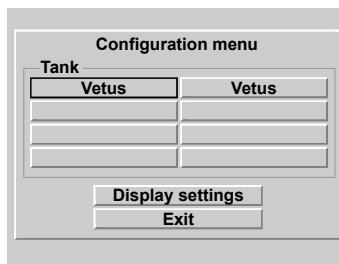 Configuration menu
Tank
Vetus Vetus
Display settings
Exit